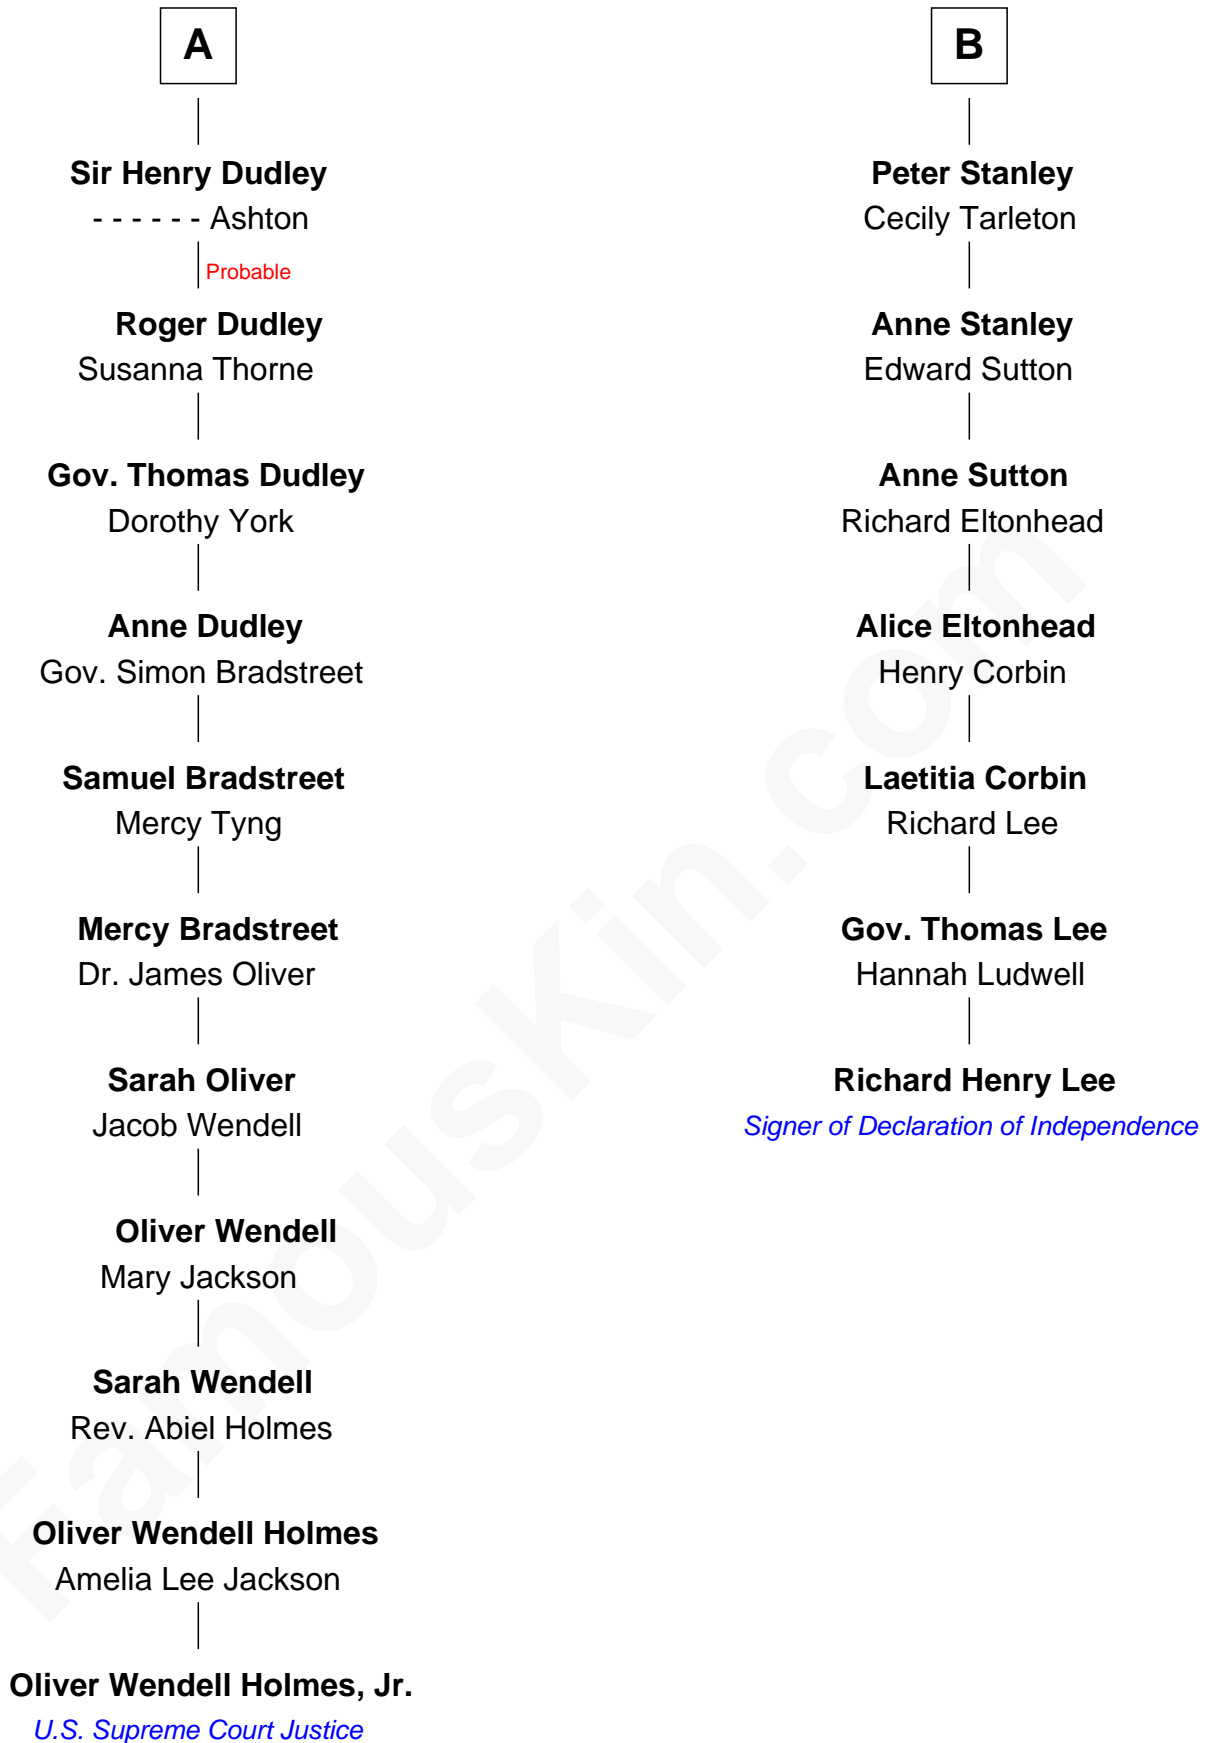 A
Sir Henry Dudley
- - - - - - Ashton
Probable
Roger Dudley
Susanna Thorne
Gov. Thomas Dudley
Dorothy York
Anne Dudley
Gov. Simon Bradstreet
Samuel Bradstreet
Mercy Tyng
Mercy Bradstreet
Dr. James Oliver
Sarah Oliver
Jacob Wendell
Oliver Wendell
Mary Jackson
Sarah Wendell
Rev. Abiel Holmes
Oliver Wendell Holmes
Amelia Lee Jackson
Oliver Wendell Holmes, Jr.
U.S. Supreme Court Justice
B
Peter Stanley
Cecily Tarleton
Anne Stanley
Edward Sutton
Anne Sutton
Richard Eltonhead
Alice Eltonhead
Henry Corbin
Laetitia Corbin
Richard Lee
Gov. Thomas Lee
Hannah Ludwell
Richard Henry Lee
Signer of Declaration of Independence
FamousKin.com